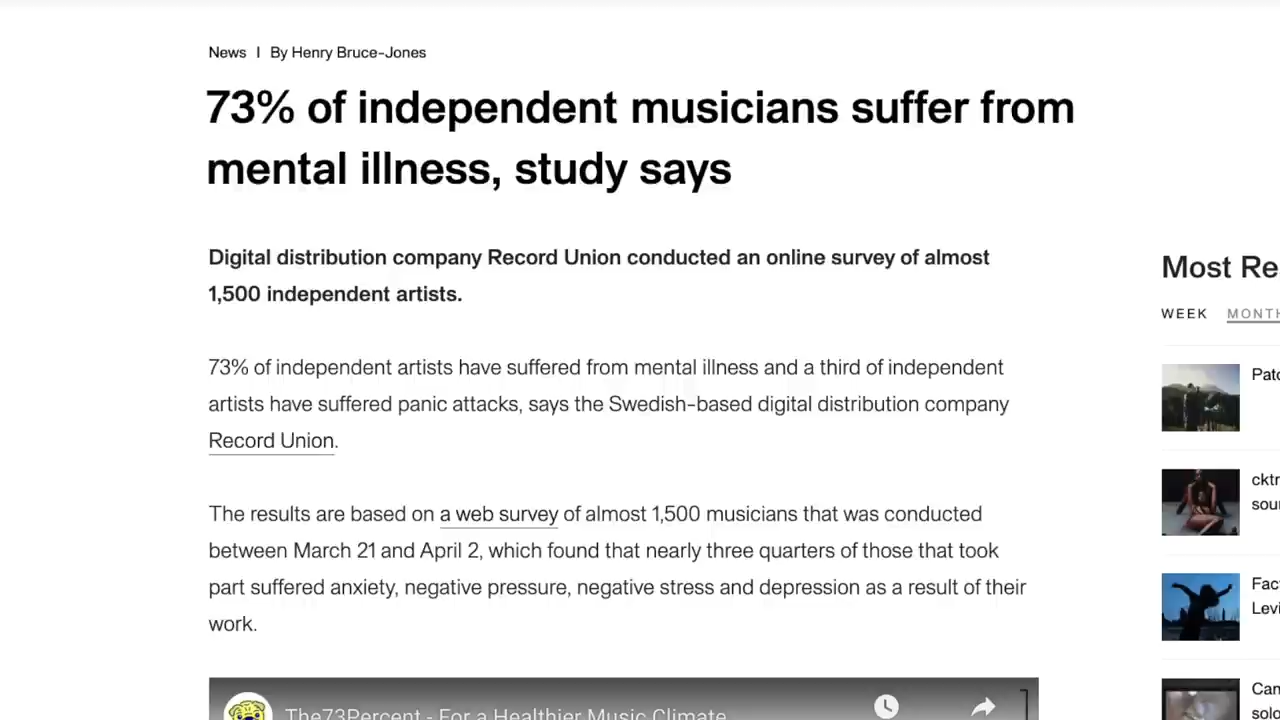 News | By Henry Bruce-Jones
73% of independent musicians suffer from
mental illness, study says
Digital distribution company Record Union conducted an online survey of almost
1,500 independent artists.
73% of independent artists have suffered from mental illness and a third of independent
artists have suffered panic attacks, says the Swedish-based digital distribution company
Record Union.
The results are based on a web survey of almost 1,500 musicians that was conducted
between March 21 and April 2, which found that nearly three quarters of those that took
part suffered anxiety, negative pressure, negative stress and depression as a result of their
work.
The73Percent - For a Healthier Music Climate
Most Re
WEEK MONTH
Patc
cktr
sour
Fac
Levi
Cam
solo